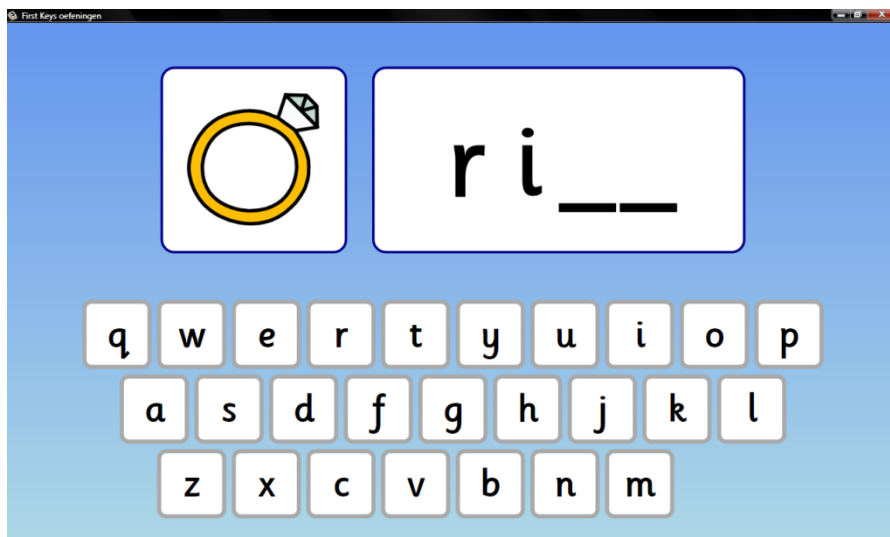 First Keys oefeningen
r i _ _
q w e r t y u i o p
a s d f g h j k l
z x c v b n m